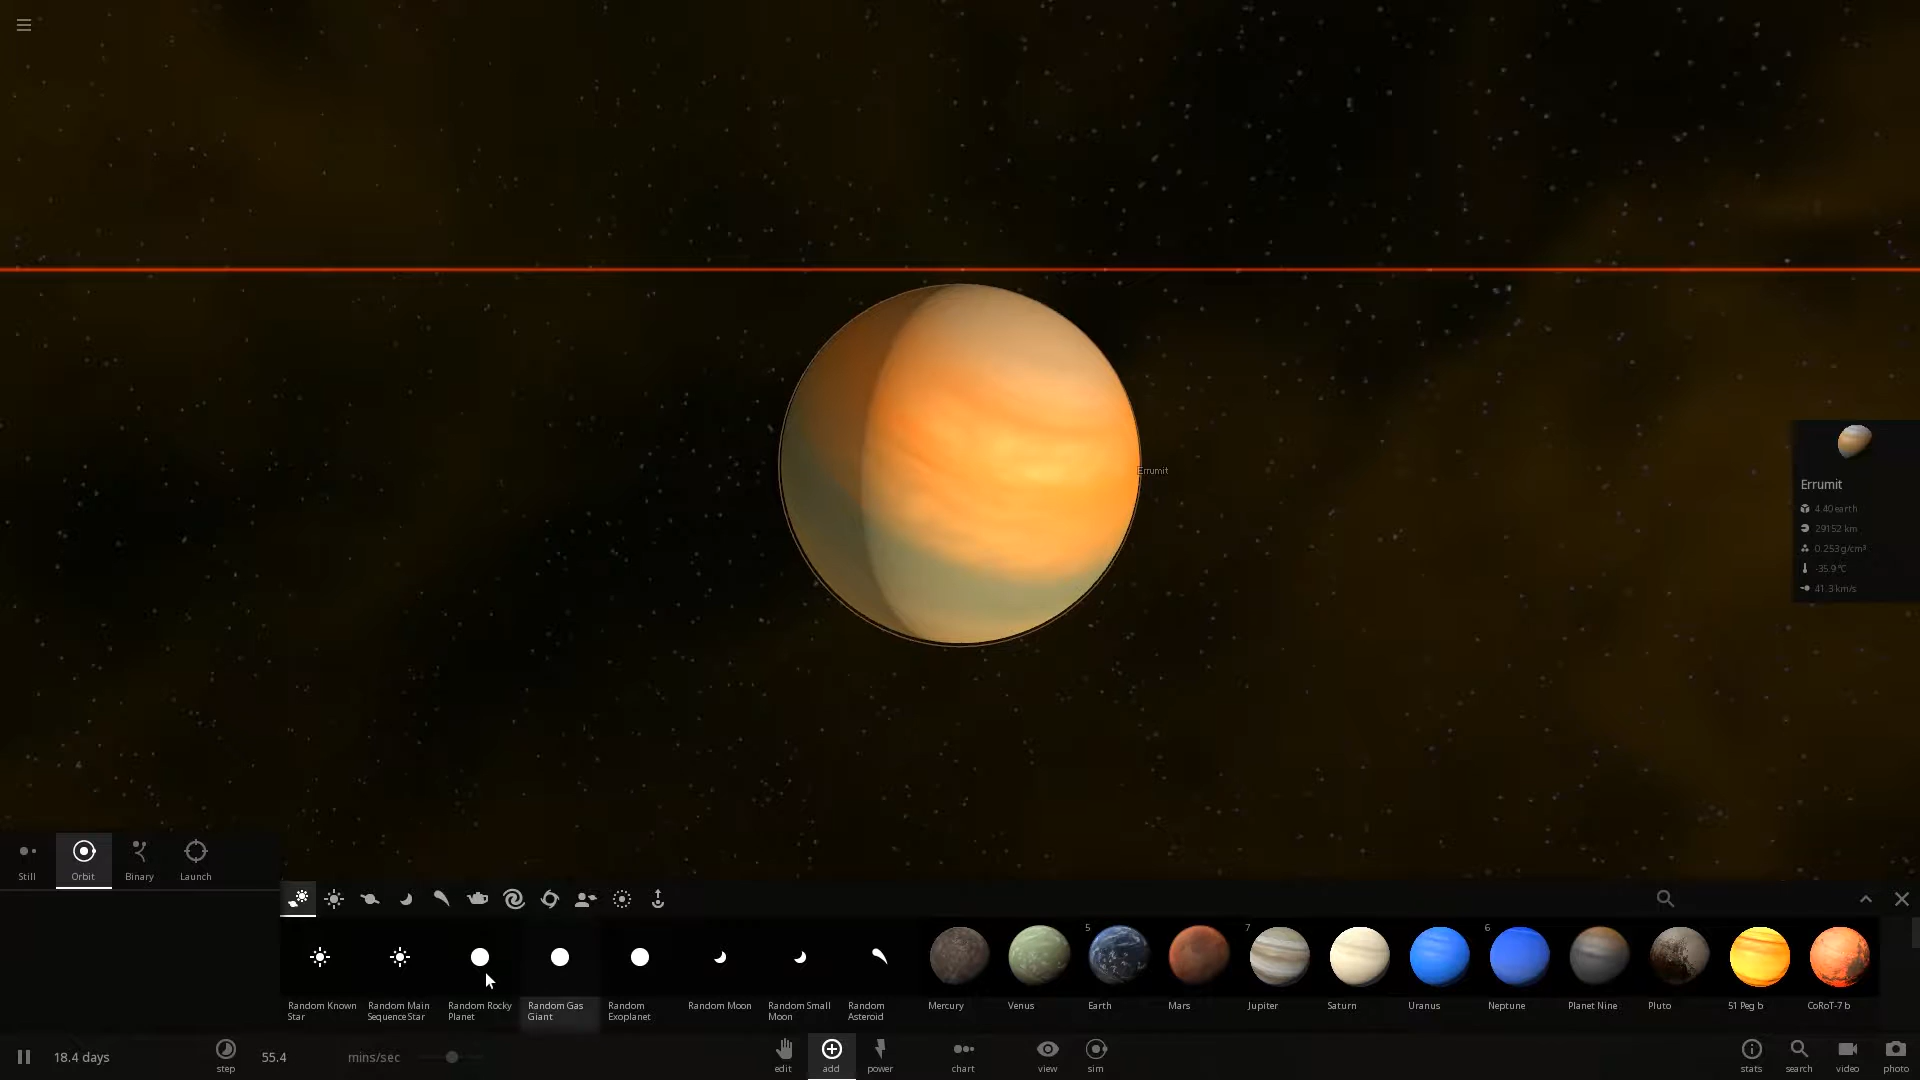 Errumit
Errumit
4.40 earth
29152 km
0.253 g/cm³
-35.9 °C
41.3 km/s
Still
Orbit
Binary
Launch
5
7
6
Random Known
Star
Random Main
Sequence Star
Random Rocky
Planet
Random Gas
Giant
Random
Exoplanet
Random Moon
Random Small
Moon
Random
Asteroid
Mercury
Venus
Earth
Mars
Jupiter
Saturn
Uranus
Neptune
Planet Nine
Pluto
51 Peg b
CoRoT-7 b
18.4 days
step
55.4
mins/sec
edit
add
power
chart
view
sim
stats
search
video
photo